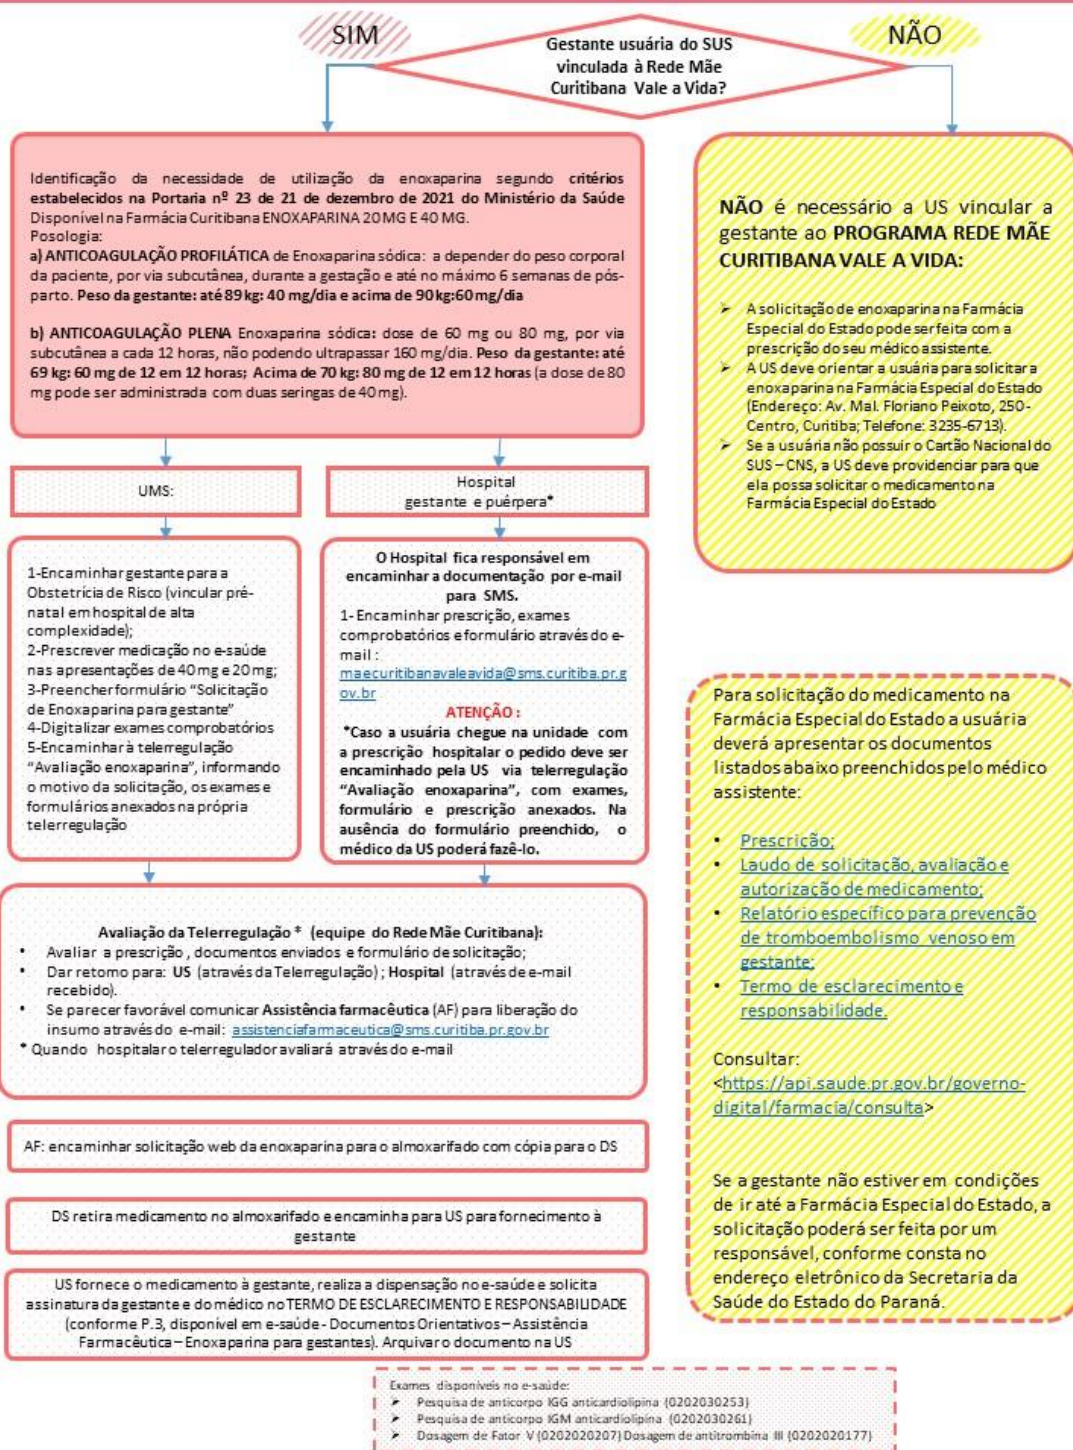 SIM
Gestante usuária do SUS
vinculada à Rede Mãe
Curitibana Vale a Vida?
NÃO
Identificação da necessidade de utilização da enoxaparina segundo critérios
estabelecidos na Portaria nº 23 de 21 de dezembro de 2021 do Ministério da Saúde
Disponível na Farmácia Curitibana ENOXAPARINA 20 MG E 40 MG.
Posologia:
a) ANTICOAGULAÇÃO PROFILÁTICA de Enoxaparina sódica: a depender do peso corporal
da paciente, por via subcutânea, durante a gestação e até no máximo 6 semanas de pós-
parto. Peso da gestante: até 89 kg: 40 mg/dia e acima de 90 kg:60 mg/dia
b) ANTICOAGULAÇÃO PLENA Enoxaparina sódica: dose de 60 mg ou 80 mg, por via
subcutânea a cada 12 horas, não podendo ultrapassar 160 mg/dia. Peso da gestante: até
69 kg: 60 mg de 12 em 12 horas; Acima de 70 kg: 80 mg de 12 em 12 horas (a dose de 80
mg pode ser administrada com duas seringas de 40 mg).
UMS:
Hospital
gestante e puérpera*
1-Encaminhar gestante para a
Obstetrícia de Risco (vincular pré-
natal em hospital de alta
complexidade);
2-Prescrever medicação no e-saúde
nas apresentações de 40 mg e 20 mg;
3-Preencher formulário “Solicitação
de Enoxaparina para gestante”
4-Digitalizar exames comprobatórios
5-Encaminhar à telerregulação
“Avaliação enoxaparina”, informando
o motivo da solicitação, os exames e
formulários anexados na própria
telerregulação
O Hospital fica responsável em
encaminhar a documentação por e-mail
para SMS.
1- Encaminhar prescrição, exames
comprobatórios e formulário através do e-
mail :
maecuritibanavaleavida@sms.curitiba.pr.g
ov.br
ATENÇÃO :
*Caso a usuária chegue na unidade com
a prescrição hospitalar o pedido deve ser
encaminhado pela US via telerregulação
“Avaliação enoxaparina”, com exames,
formulário e prescrição anexados. Na
ausência do formulário preenchido, o
médico da US poderá fazê-lo.
Avaliação da Telerregulação * (equipe do Rede Mãe Curitibana):
• Avaliar a prescrição , documentos enviados e formulário de solicitação;
• Dar retorno para: US (através da Telerregulação) ; Hospital (através de e-mail
recebido).
• Se parecer favorável comunicar Assistência farmacêutica (AF) para liberação do
insumo através do e-mail: assistenciafarmaceutica@sms.curitiba.pr.gov.br
* Quando hospitalar o telerregulador avaliará através do e-mail
AF: encaminhar solicitação web da enoxaparina para o almoxarifado com cópia para o DS
DS retira medicamento no almoxarifado e encaminha para US para fornecimento à
gestante
US fornece o medicamento à gestante, realiza a dispensação no e-saúde e solicita
assinatura da gestante e do médico no TERMO DE ESCLARECIMENTO E RESPONSABILIDADE
(conforme P.3, disponível em e-saúde - Documentos Orientativos – Assistência
Farmacêutica – Enoxaparina para gestantes). Arquivar o documento na US
NÃO é necessário a US vincular a
gestante ao PROGRAMA REDE MÃE
CURITIBANA VALE A VIDA:
➢ A solicitação de enoxaparina na Farmácia
Especial do Estado pode ser feita com a
prescrição do seu médico assistente.
➢ A US deve orientar a usuária para solicitar a
enoxaparina na Farmácia Especial do Estado
(Endereço: Av. Mal. Floriano Peixoto, 250-
Centro, Curitiba; Telefone: 3235-6713).
➢ Se a usuária não possuir o Cartão Nacional do
SUS – CNS, a US deve providenciar para que
ela possa solicitar o medicamento na
Farmácia Especial do Estado
Para solicitação do medicamento na
Farmácia Especial do Estado a usuária
deverá apresentar os documentos
listados abaixo preenchidos pelo médico
assistente:
• Prescrição;
• Laudo de solicitação, avaliação e
autorização de medicamento;
• Relatório específico para prevenção
de tromboembolismo venoso em
gestante;
• Termo de esclarecimento e
responsabilidade.
Consultar:
<https://api.saude.pr.gov.br/governo-
digital/farmacia/consulta>
Se a gestante não estiver em condições
de ir até a Farmácia Especial do Estado, a
solicitação poderá ser feita por um
responsável, conforme consta no
endereço eletrônico da Secretaria da
Saúde do Estado do Paraná.
Exames disponíveis no e-saúde:
➢ Pesquisa de anticorpo IGG anticardiolipina (0202030253)
➢ Pesquisa de anticorpo IGM anticardiolipina (0202030261)
➢ Dosagem de Fator V (0202020207) Dosagem de antitrombina III (0202020177)